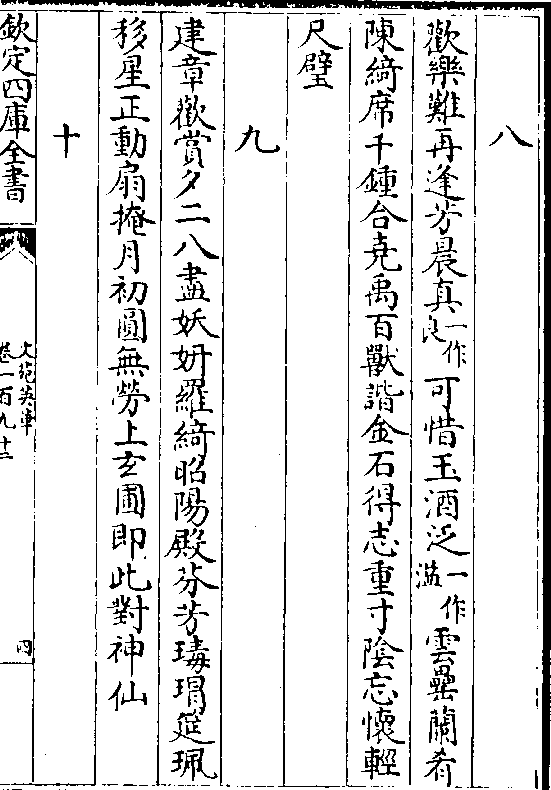 八
歡樂難再逢芳晨真一作良可惜玉酒泛一作滋雲罍蘭肴
陳綺席千鍾合堯禹百獸諧金石得志重寸陰忘懷輕
尺璧
九
建章歡賞夕二八盡妖妍羅綺昭陽殿芬芳瑇瑁筵珮
移星正動扇掩月初圓無勞上玄圃即此對神仙
十
欽定四庫全書
文苑英華
卷一百九十三
四